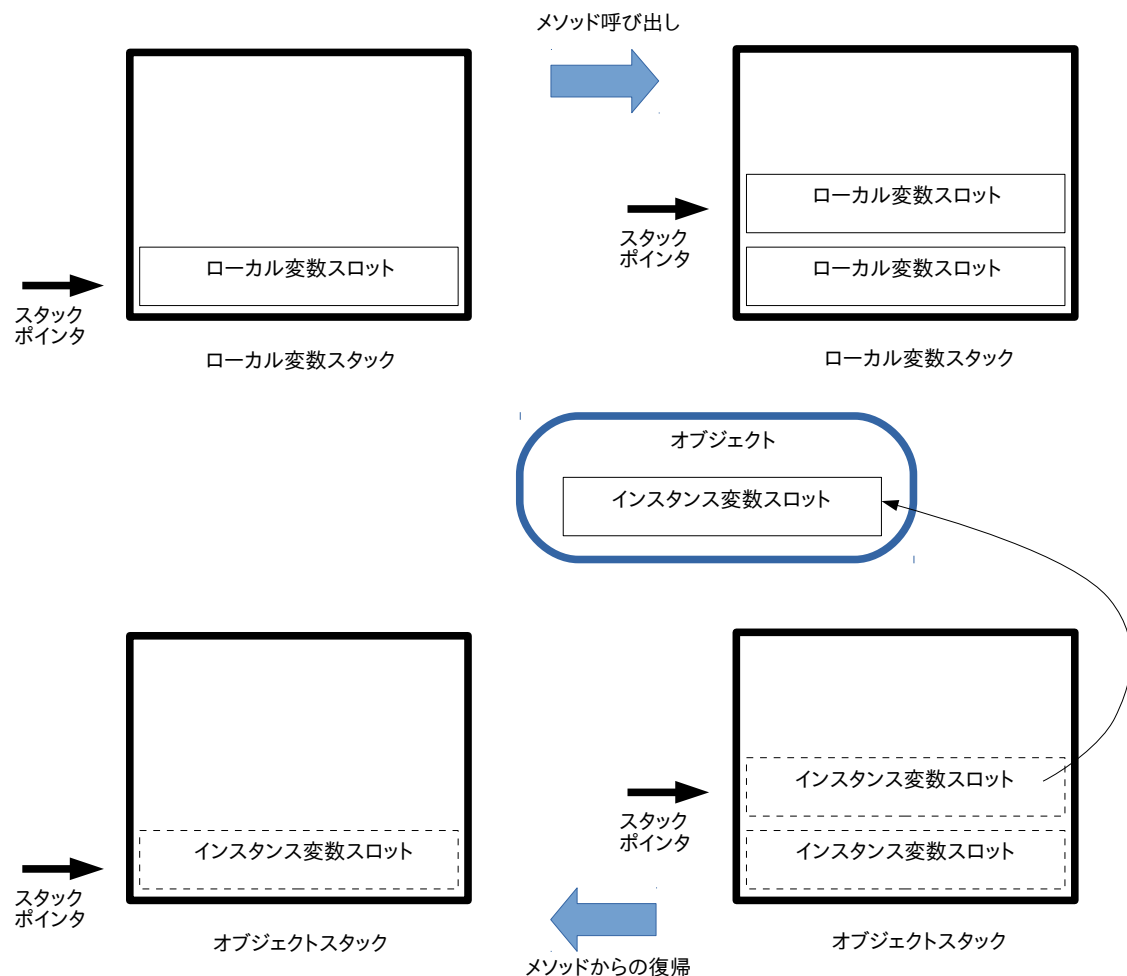 メソッド呼び出し
ローカル変数スロット
スタック
ポインタ
ローカル変数スタック
ローカル変数スロット
ローカル変数スロット
スタック
ポインタ
ローカル変数スタック
オブジェクト
インスタンス変数スロット
インスタンス変数スロット
スタック
ポインタ
オブジェクトスタック
インスタンス変数スロット
インスタンス変数スロット
スタック
ポインタ
オブジェクトスタック
メソッドからの復帰